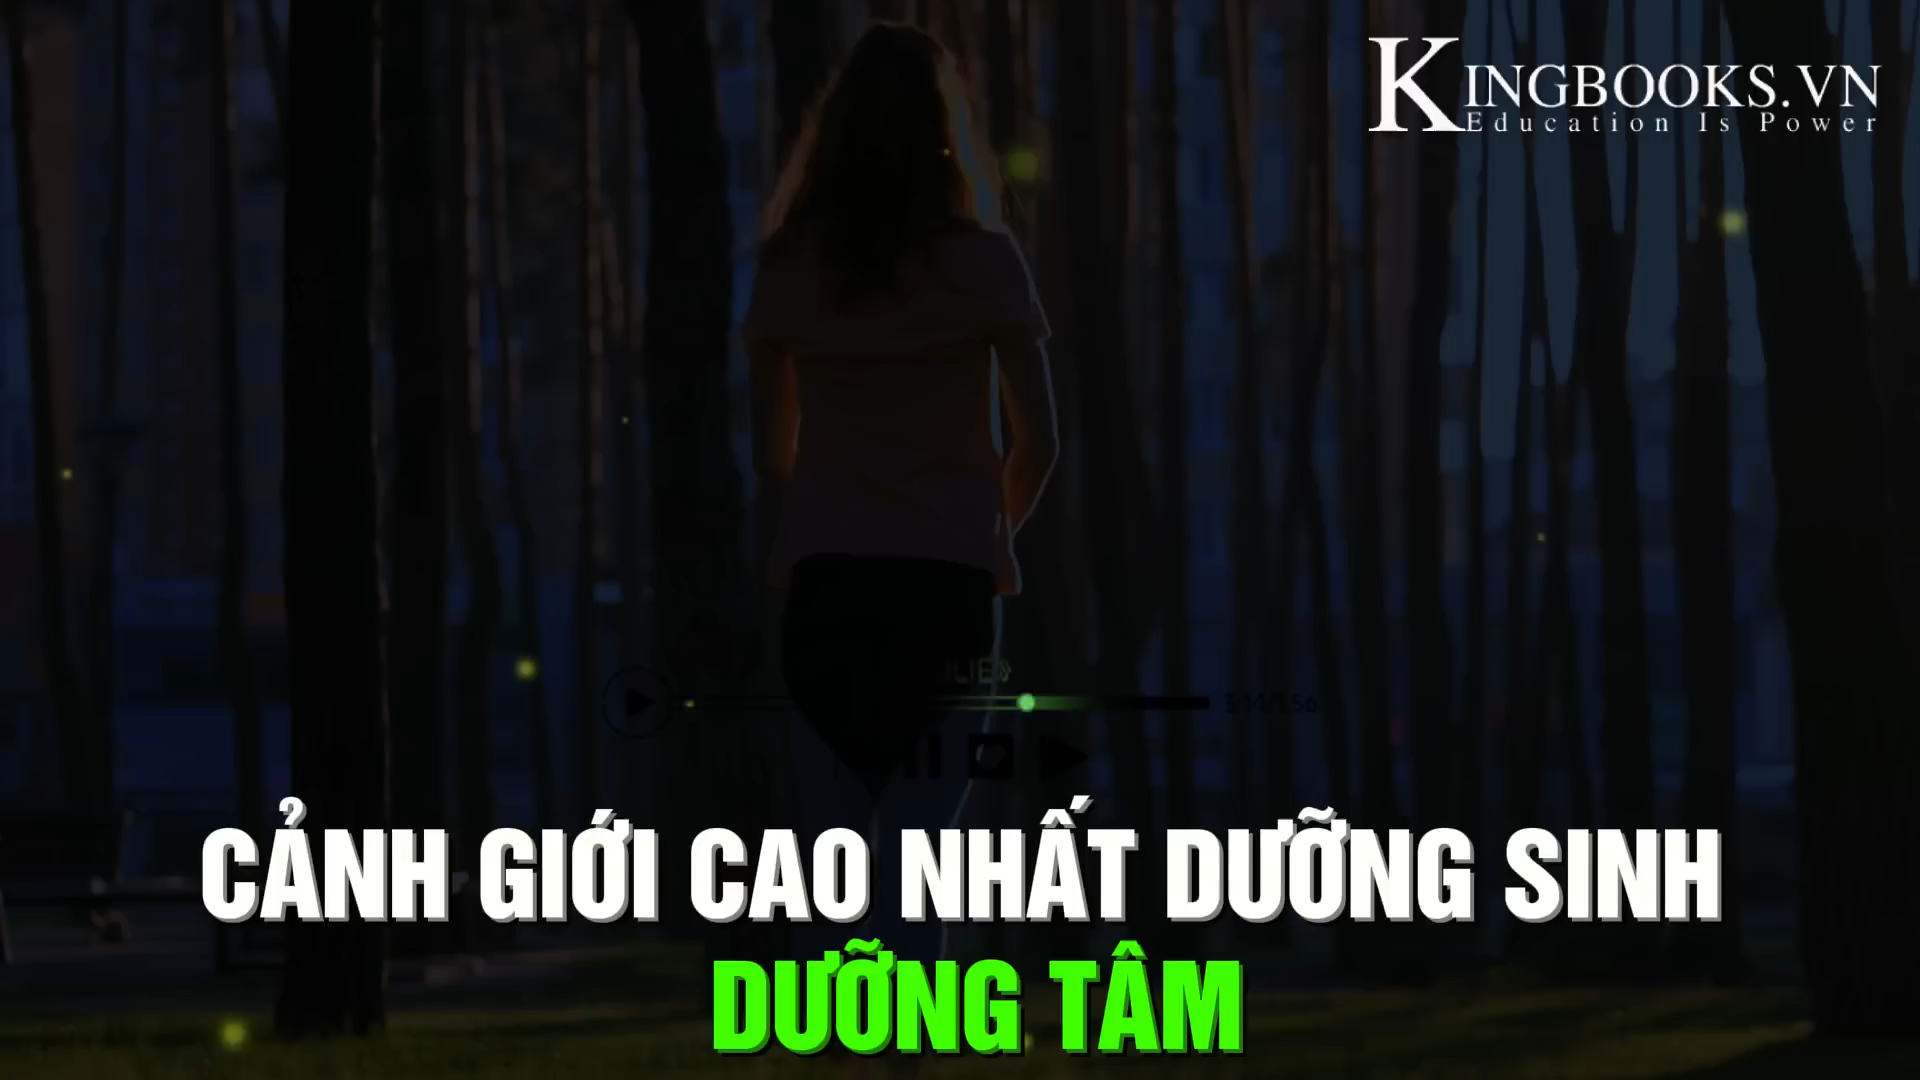 KINGBOOKS.VN
Education Is Power
CẢNH GIỚI CAO NHẤT DƯỠNG SINH
DƯỠNG TÂM